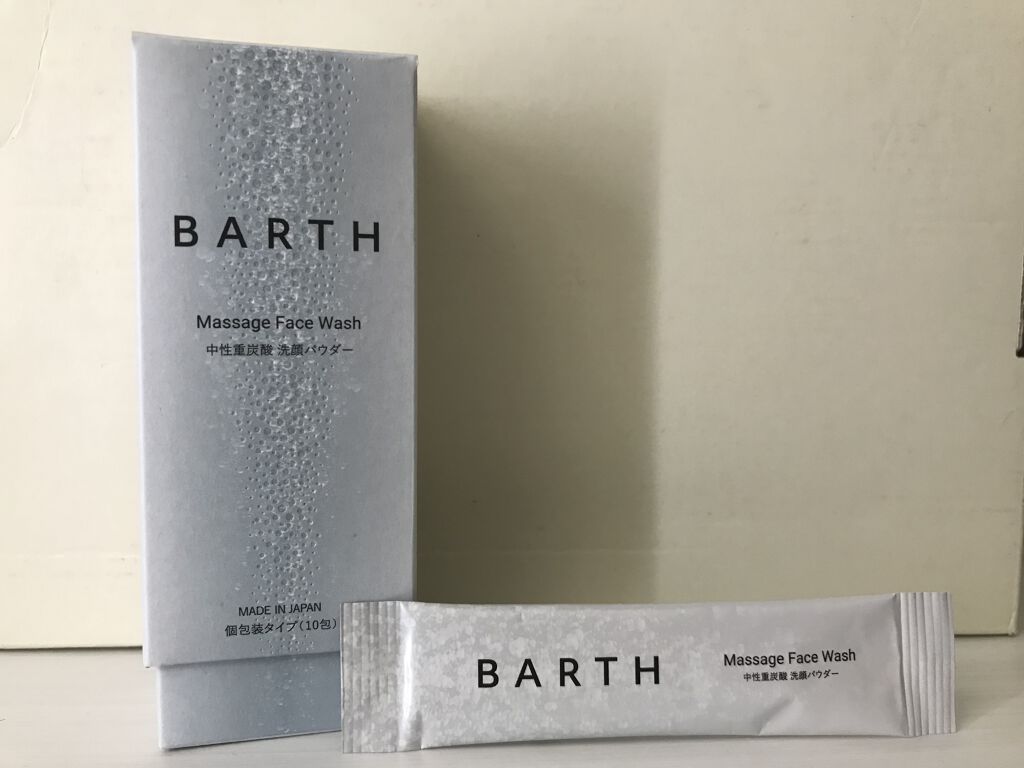 BARTH
Massage Face Wash
中性重炭酸 洗顔パウダー
MADE IN JAPAN
個包装タイプ(10包)
BARTH
Massage Face Wash
中性重炭酸 洗顔パウダー